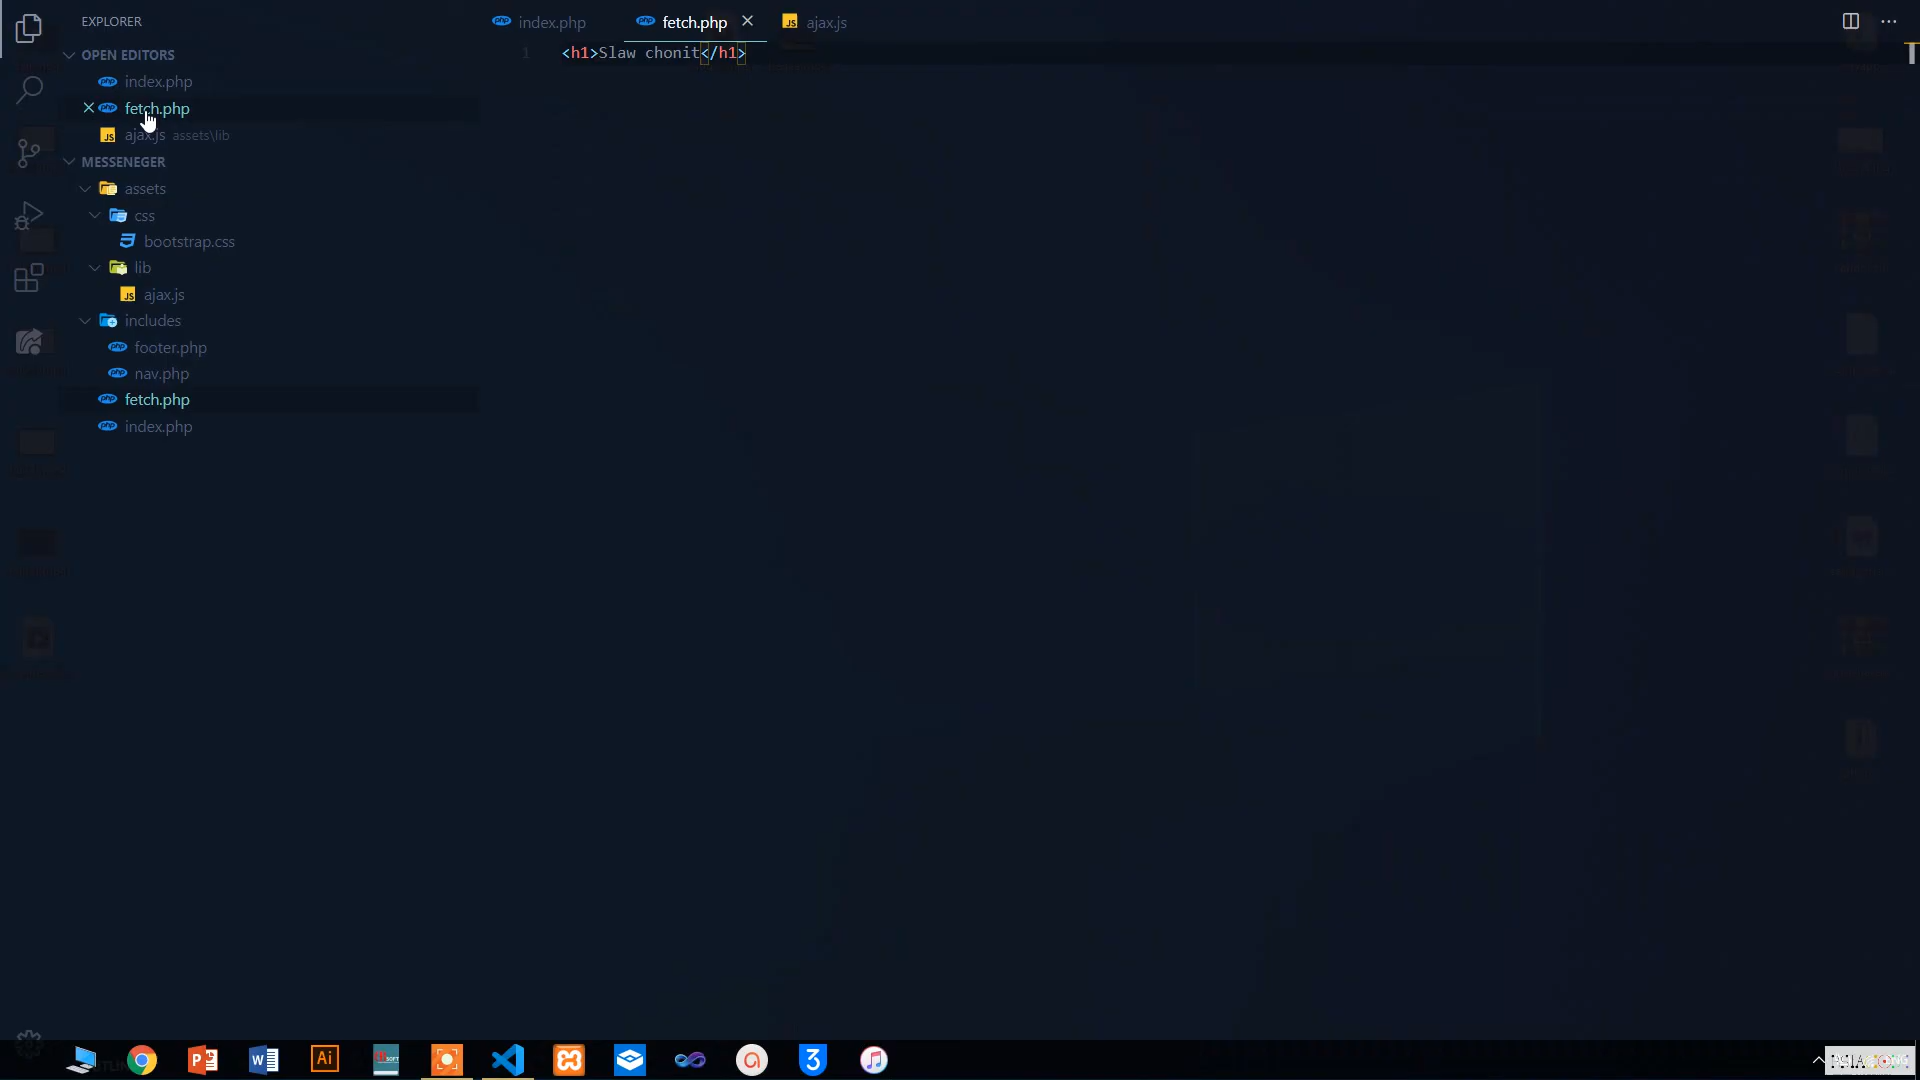 EXPLORER
index.php
fetch.php
ajax.js
OPEN EDITORS
index.php
fetch.php
ajax.js assets\lib
MESSENEGER
assets
css
bootstrap.css
lib
ajax.js
includes
footer.php
nav.php
fetch.php
index.php
1 <h1>Slaw chonit</h1>